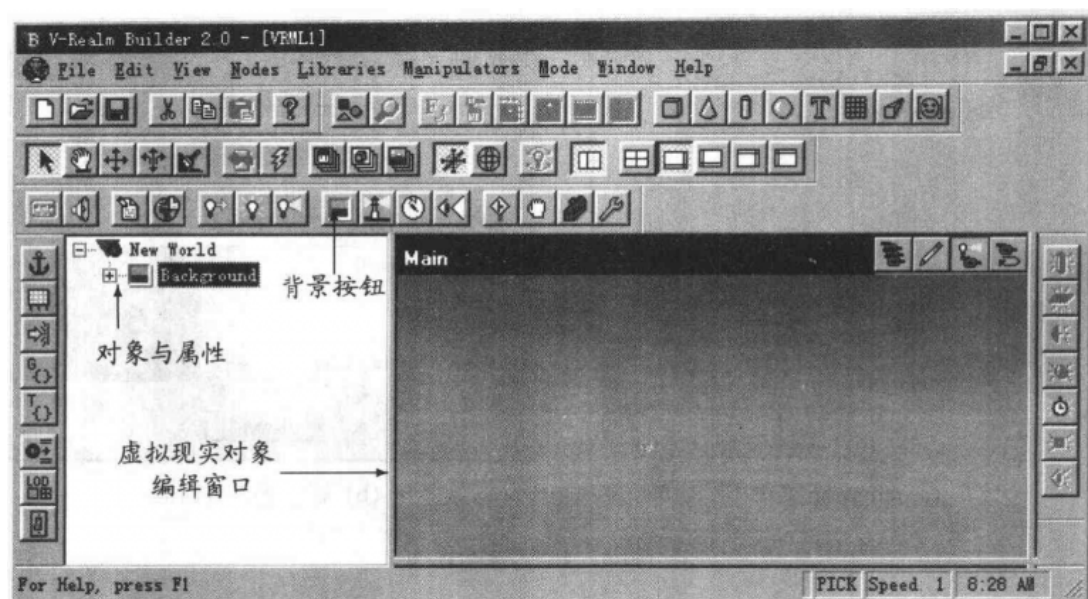 B V-Realm Builder 2.0 - [VRML1]
File Edit View Nodes Libraries Manipulators Mode Window Help
New World
Background
背景按钮
对象与属性
虚拟现实对象
编辑窗口
Main
T
G
{}
T
{}
LOD
For Help, press F1
PICK Speed. 1 8:28 AM